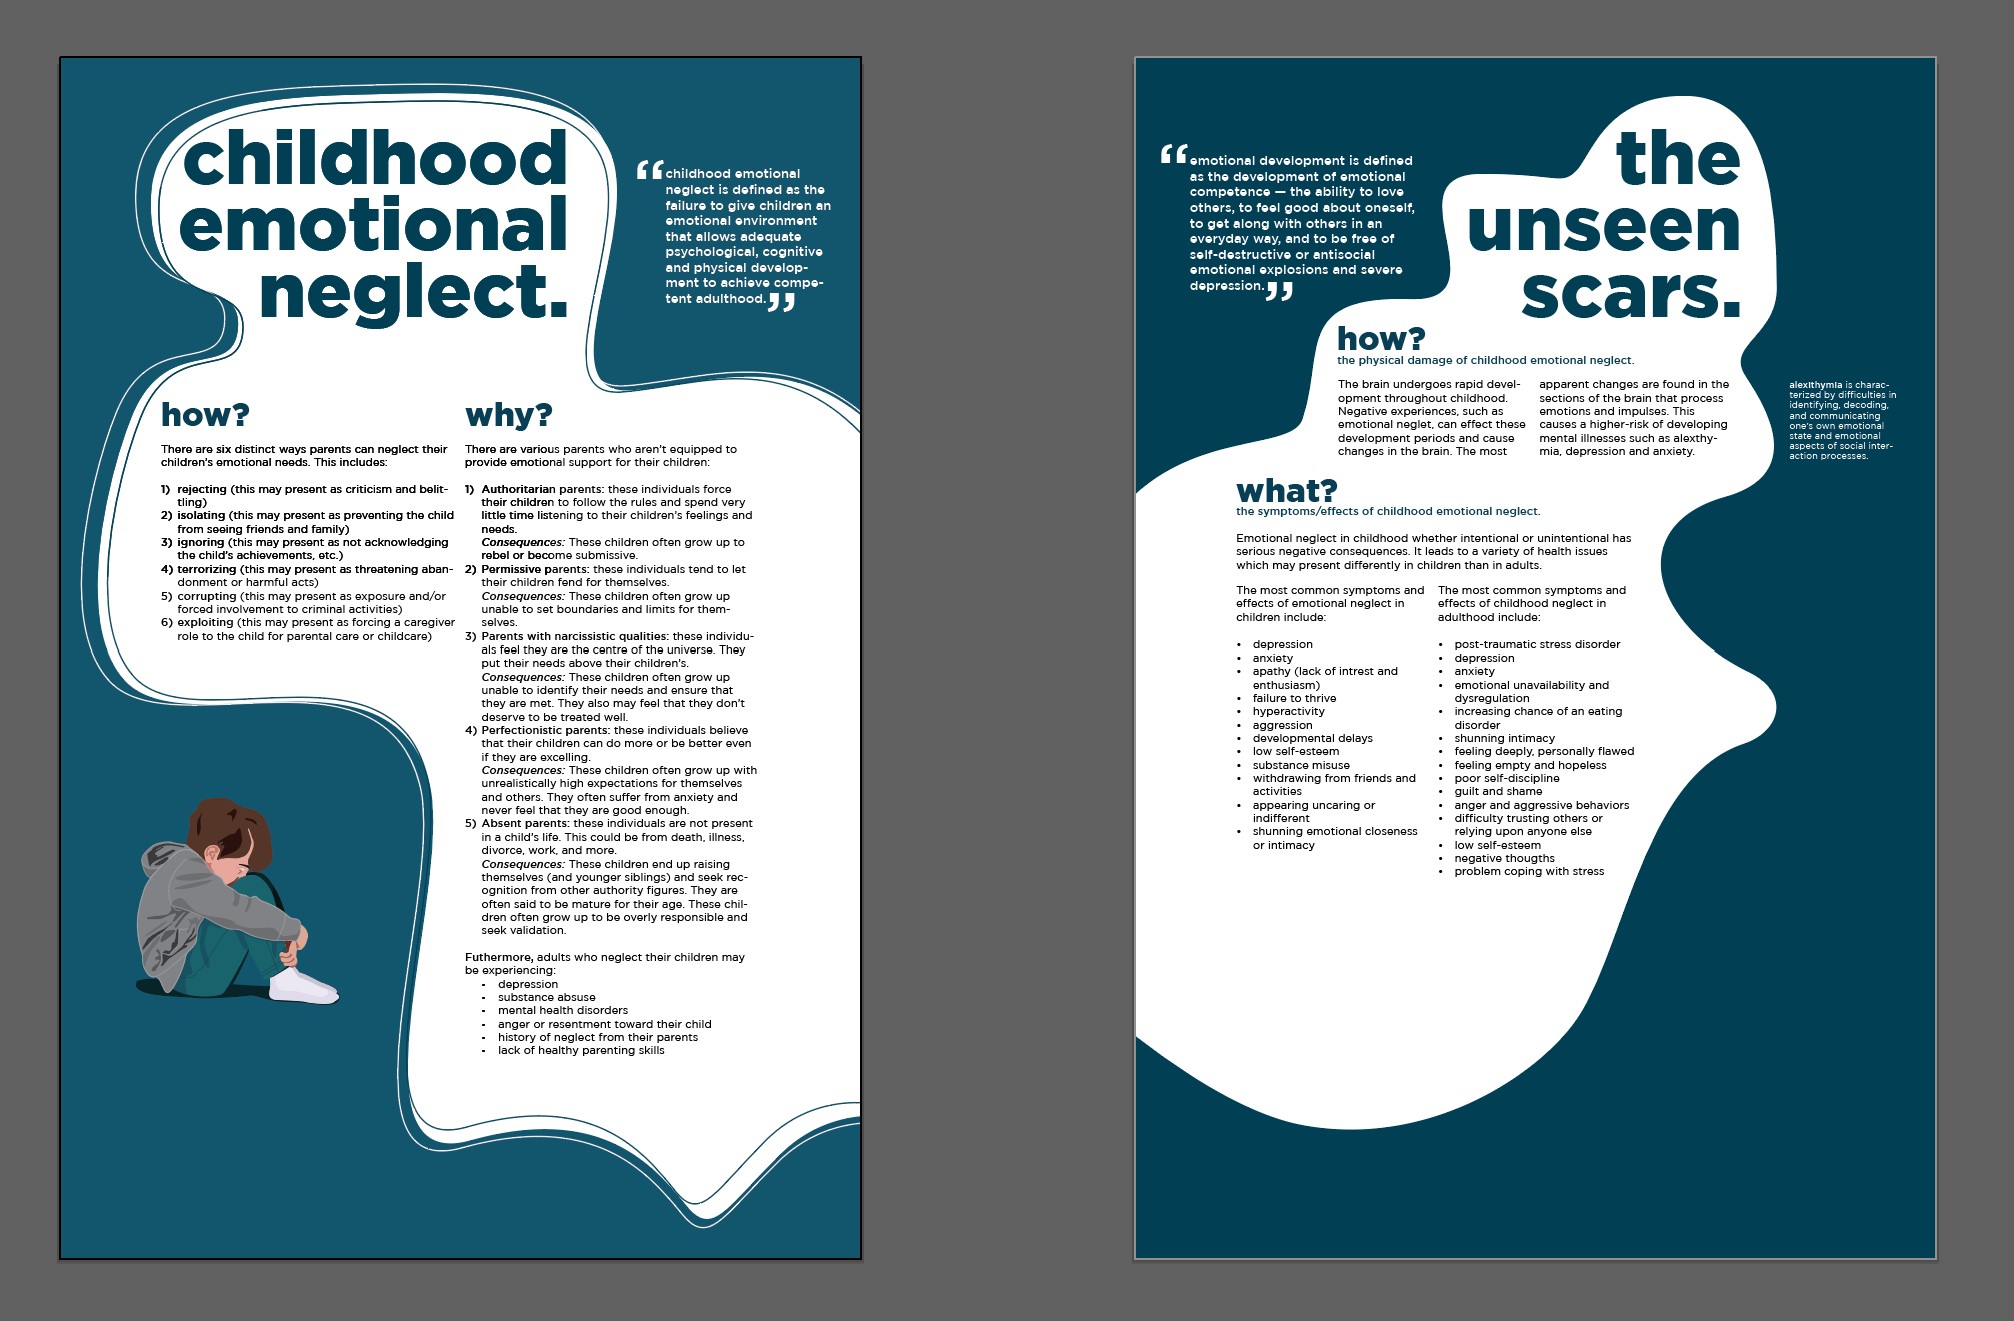 childhood
emotional
neglect.
“
childhood emotional
neglect is defined as the
failure to give children an
emotional environment
that allows adequate
psychological, cognitive
and physical develop-
ment to achieve compe-
tent adulthood.”
how?
There are six distinct ways parents can neglect their
children's emotional needs. This includes:
1) rejecting (this may present as criticism and belit-
tling)
2) isolating (this may present as preventing the child
from seeing friends and family)
3) ignoring (this may present as not acknowledging
the child's achievements, etc.)
4) terrorizing (this may present as threatening aban-
donment or harmful acts)
5) corrupting (this may present as exposure and/or
forced involvement to criminal activities)
6) exploiting (this may present as forcing a caregiver
role to the child for parental care or childcare)
why?
There are various parents who aren't equipped to
provide emotional support for their children:
1) Authoritarian parents: these individuals force
their children to follow the rules and spend very
little time listening to their children's feelings and
needs.
Consequences: These children often grow up to
rebel or become submissive.
2) Permissive parents: these individuals tend to let
their children fend for themselves.
Consequences: These children often grow up
unable to set boundaries and limits for them-
selves.
3) Parents with narcissistic qualities: these individu-
als feel they are the centre of the universe. They
put their needs above their children's.
Consequences: These children often grow up
unable to identify their needs and ensure that
they are met. They also may feel that they don't
deserve to be treated well.
4) Perfectionistic parents: these individuals believe
that their children can do more or be better even
if they are excelling.
Consequences: These children often grow up with
unrealistically high expectations for themselves
and others. They often suffer from anxiety and
never feel that they are good enough.
5) Absent parents: these individuals are not present
in a child's life. This could be from death, illness,
divorce, work, and more.
Consequences: These children end up raising
themselves (and younger siblings) and seek rec-
ognition from other authority figures. They are
often said to be mature for their age. These chil-
dren often grow up to be overly responsible and
seek validation.
Futhermore, adults who neglect their children may
be experiencing:
• depression
• substance absuse
• mental health disorders
• anger or resentment toward their child
• history of neglect from their parents
• lack of healthy parenting skills
“emotional development is defined
as the development of emotional
competence — the ability to love
others, to feel good about oneself,
to get along with others in an
everyday way, and to be free of
self-destructive or antisocial
emotional explosions and severe
depression.”
the
unseen
scars.
how?
the physical damage of childhood emotional neglect.
The brain undergoes rapid devel-
opment throughout childhood.
Negative experiences, such as
emotional neglet, can effect these
development periods and cause
changes in the brain. The most
apparent changes are found in the
sections of the brain that process
emotions and impulses. This
causes a higher-risk of developing
mental illnesses such as alexthy-
mia, depression and anxiety.
alexithymia is charac-
terized by difficulties in
identifying, decoding,
and communicating
one's own emotional
state and emotional
aspects of social inter-
action processes.
what?
the symptoms/effects of childhood emotional neglect.
Emotional neglect in childhood whether intentional or unintentional has
serious negative consequences. It leads to a variety of health issues
which may present differently in children than in adults.
The most common symptoms and
effects of emotional neglect in
children include:
• depression
• anxiety
• apathy (lack of intrest and
enthusiasm)
• failure to thrive
• hyperactivity
• aggression
• developmental delays
• low self-esteem
• substance misuse
• withdrawing from friends and
activities
• appearing uncaring or
indifferent
• shunning emotional closeness
or intimacy
The most common symptoms and
effects of childhood neglect in
adulthood include:
• post-traumatic stress disorder
• depression
• anxiety
• emotional unavailability and
dysregulation
• increasing chance of an eating
disorder
• shunning intimacy
• feeling deeply, personally flawed
• feeling empty and hopeless
• poor self-discipline
• guilt and shame
• anger and aggressive behaviors
• difficulty trusting others or
relying upon anyone else
• low self-esteem
• negative thougths
• problem coping with stress